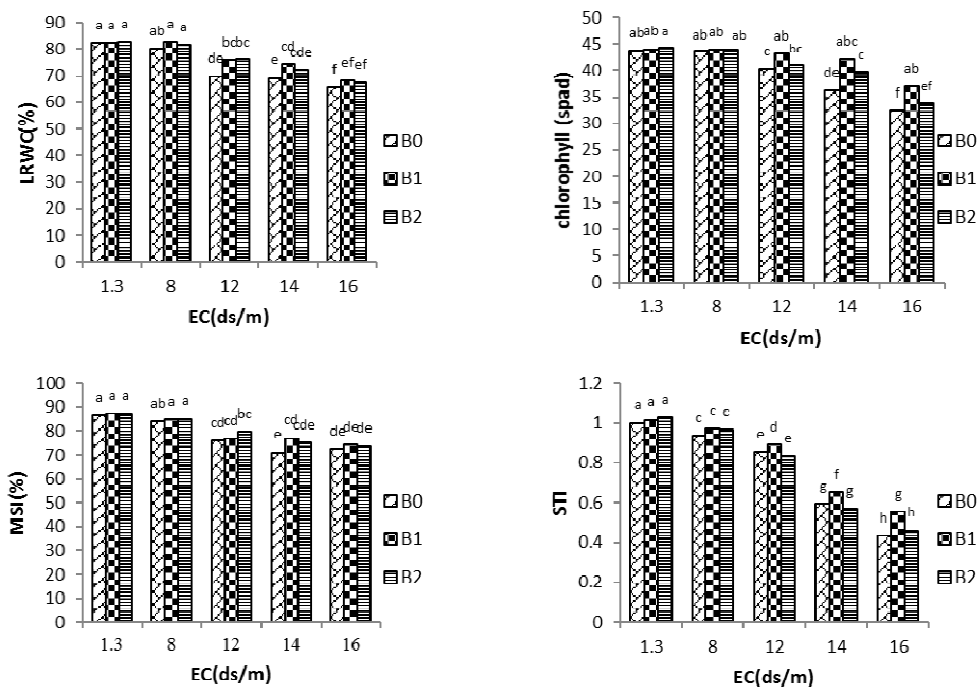 LRWC(%)
90
80
70
60
50
40
30
20
10
0
a a a
ab a a
de bc bc
e cd cde
f ef ef
1.3 8 12 14 16
EC(ds/m)
B0
B1
B2
chlorophyll (spad)
50
45
40
35
30
25
20
15
10
5
0
ab ab a
ab ab ab
c ab bc
de abc c
f ab ef
1.3 8 12 14 16
EC(ds/m)
B0
B1
B2
MSI(%)
100
90
80
70
60
50
40
30
20
10
0
a a a
ab a a
cd cd bc
e cd cde
de de de
1.3 8 12 14 16
EC(ds/m)
B0
B1
B2
STI
1.2
1
0.8
0.6
0.4
0.2
0
a a a
c c c
e d e
g f g
h g h
1.3 8 12 14 16
EC(ds/m)
B0
B1
B2